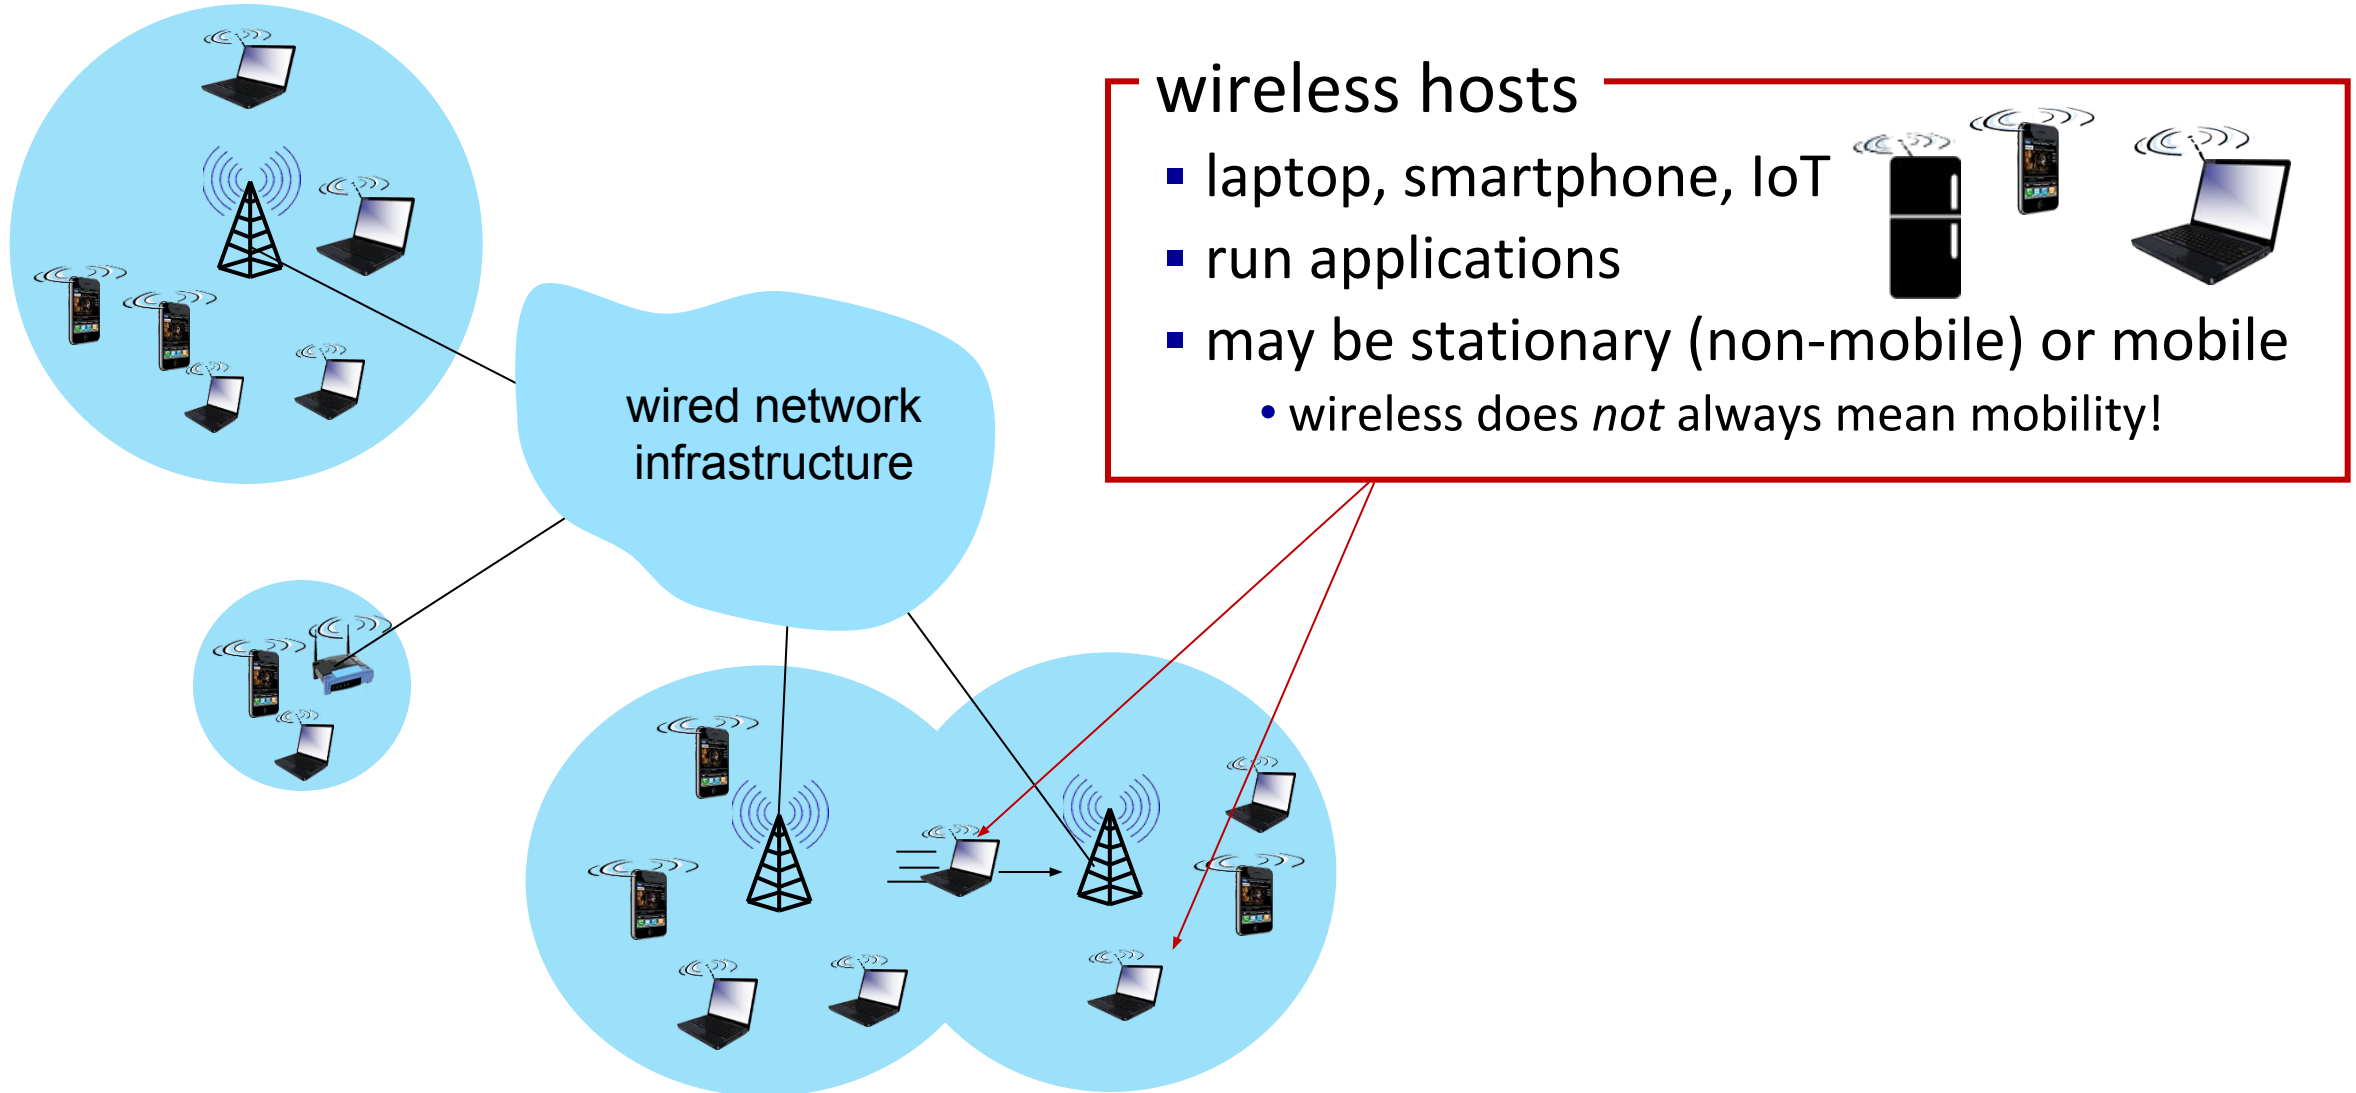 wireless hosts
▪ laptop, smartphone, IoT
▪ run applications
▪ may be stationary (non-mobile) or mobile
• wireless does not always mean mobility!
wired network
infrastructure